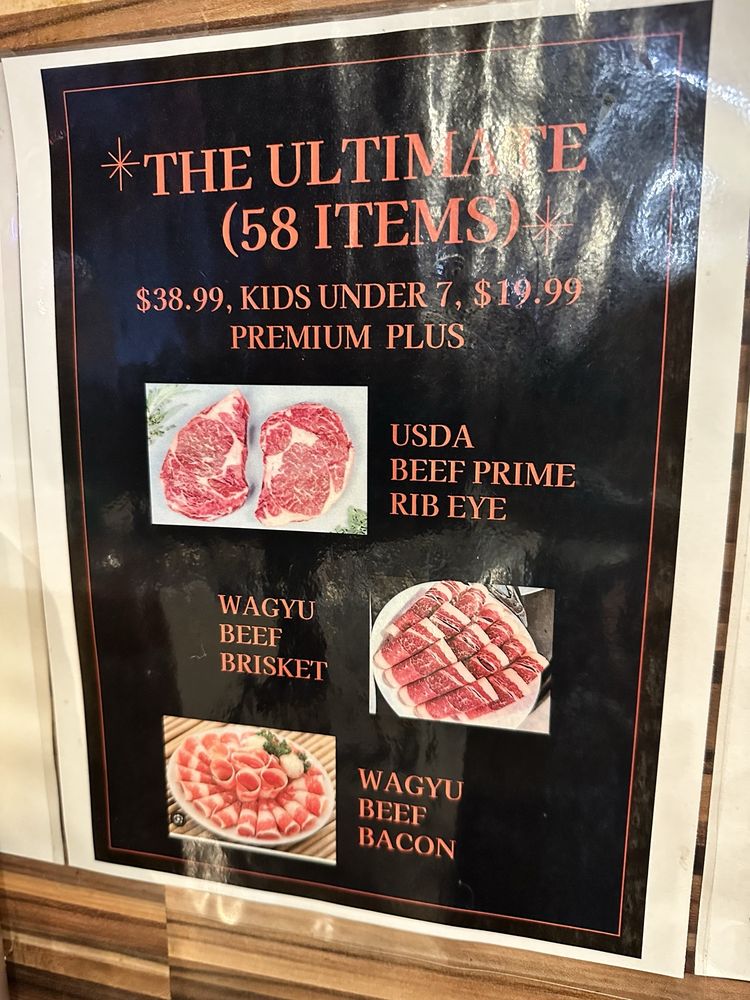 *THE ULTIMATE
(58 ITEMS)*
$38.99, KIDS UNDER 7, $19.99
PREMIUM PLUS
USDA
BEEF PRIME
RIB EYE
WAGYU
BEEF
BRISKET
WAGYU
BEEF
BACON